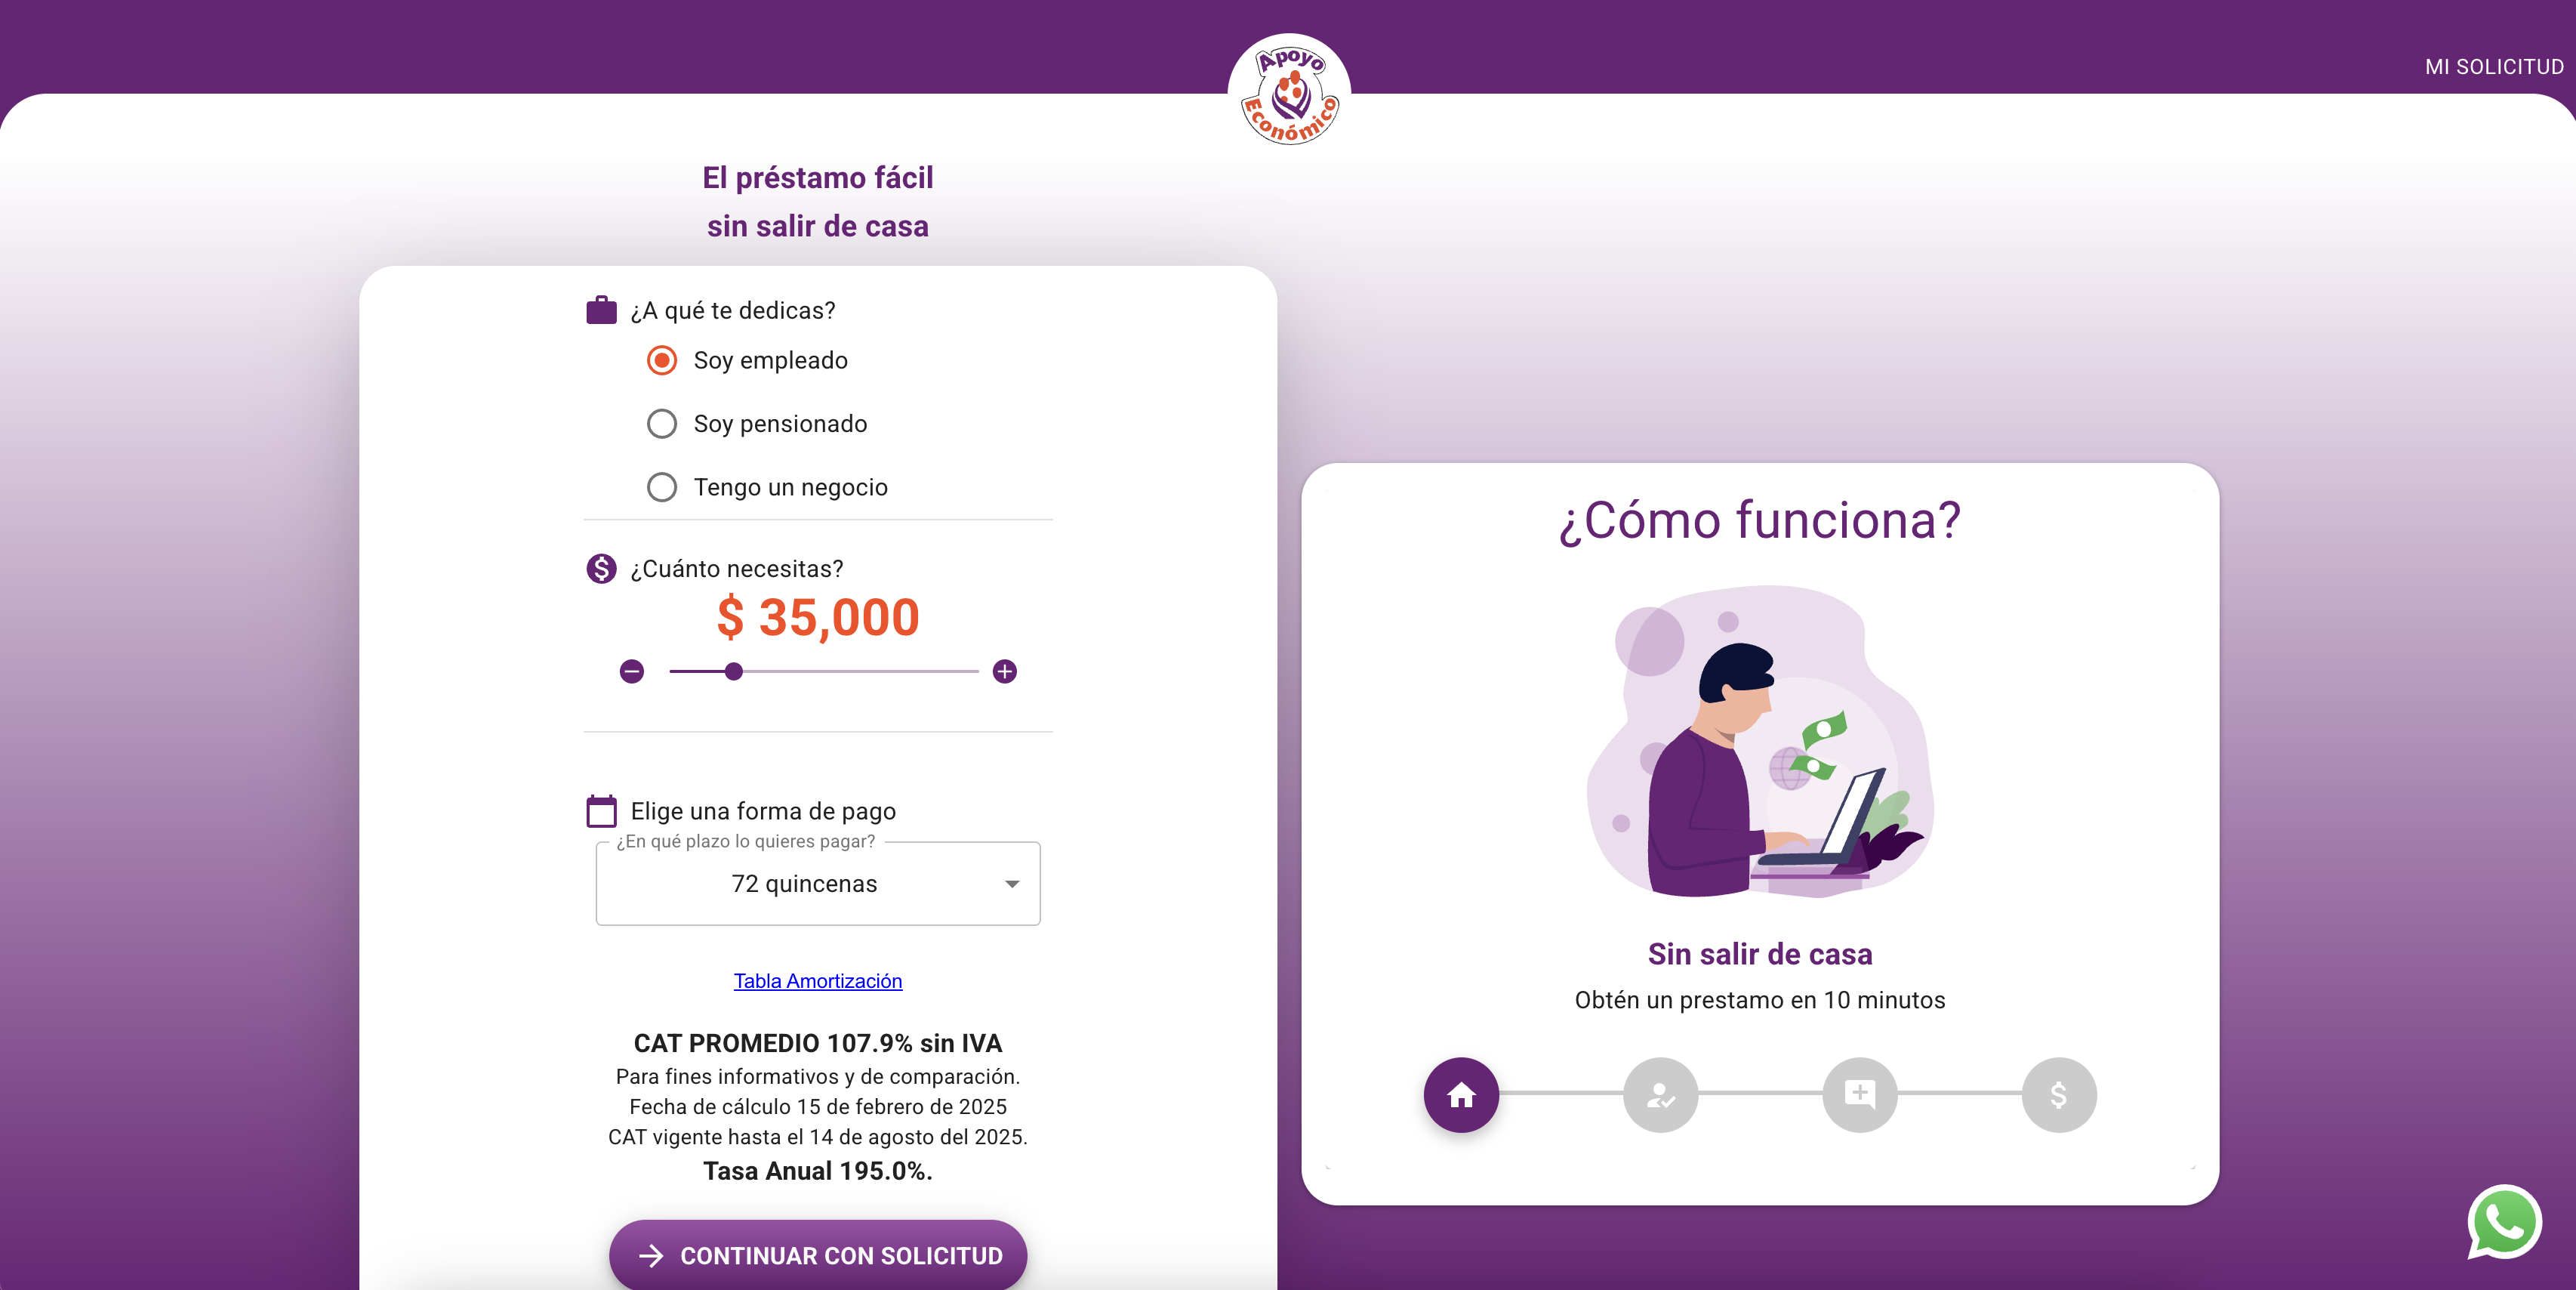 Apoyo
Económico
MI SOLICITUD
El préstamo fácil
sin salir de casa
¿A qué te dedicas?
Soy empleado
Soy pensionado
Tengo un negocio
¿Cuánto necesitas?
$ 35,000
Elige una forma de pago
¿En qué plazo lo quieres pagar?
72 quincenas
Tabla Amortización
CAT PROMEDIO 107.9% sin IVA
Para fines informativos y de comparación.
Fecha de cálculo 15 de febrero de 2025
CAT vigente hasta el 14 de agosto del 2025.
Tasa Anual 195.0%.
CONTINUAR CON SOLICITUD
¿Cómo funciona?
Sin salir de casa
Obtén un prestamo en 10 minutos